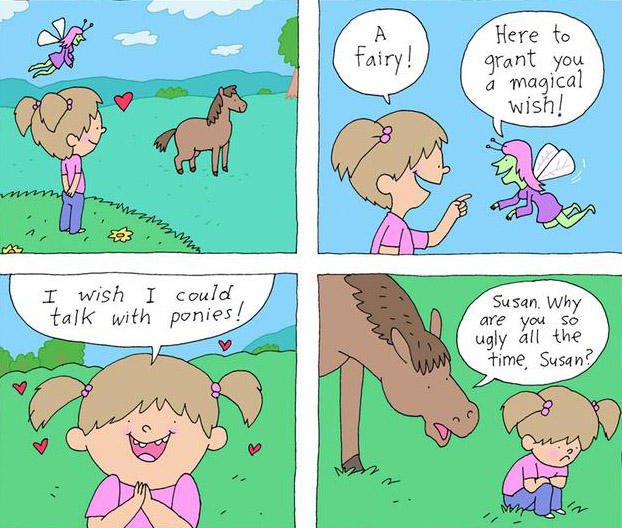 A
fairy!
Here to
grant you
a magical
wish!
I wish I could
talk with ponies!
Susan. Why
are you so
ugly all the
time, Susan?